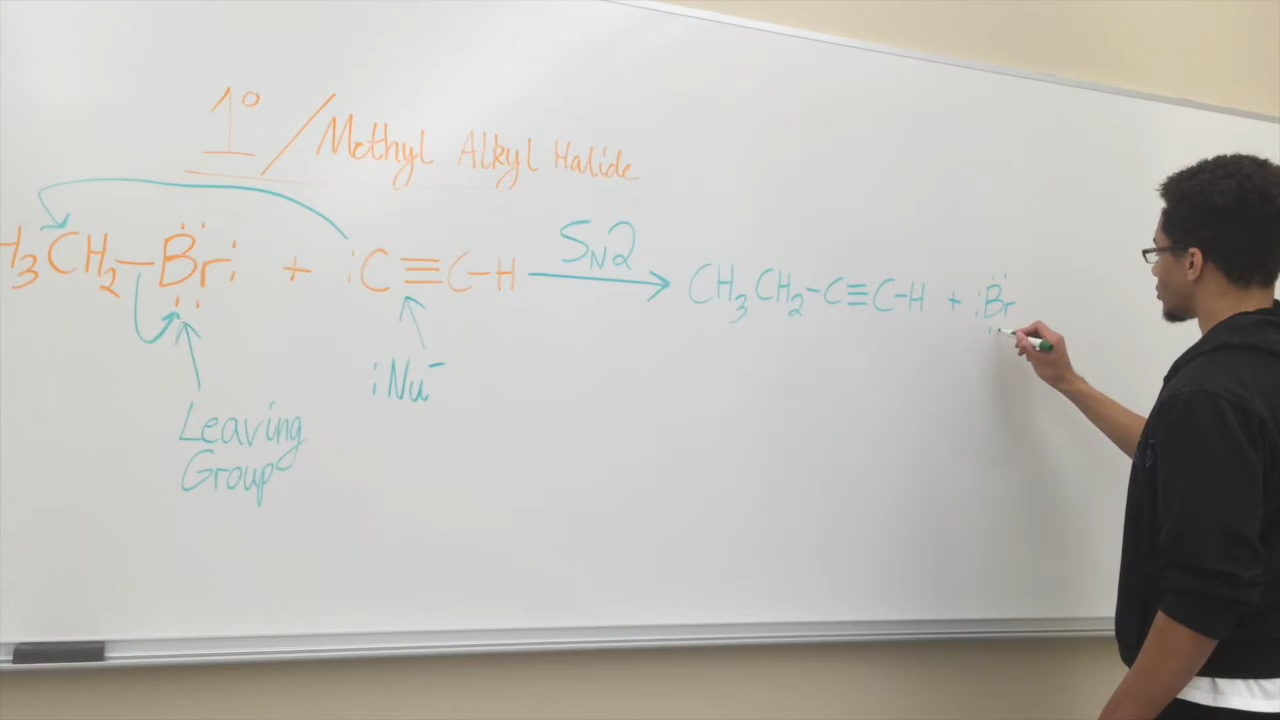 1° / Methyl Alkyl Halide
H₃CH₂–Br: + :C≡C–H SN2 CH₃CH₂–C≡C–H + :Br
:Nu⁻
Leaving
Group